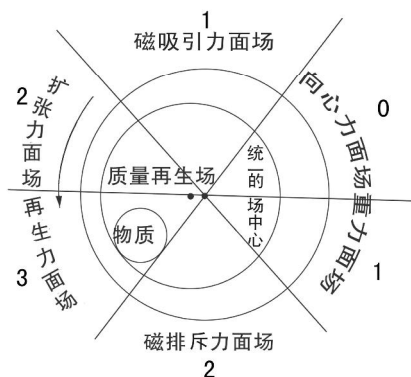 1
磁吸引力面场
2
扩张力面场
向心力面场
0
质量再生场
统一的场中心
物质
再生力面场
3
重力面场
1
磁排斥力面场
2